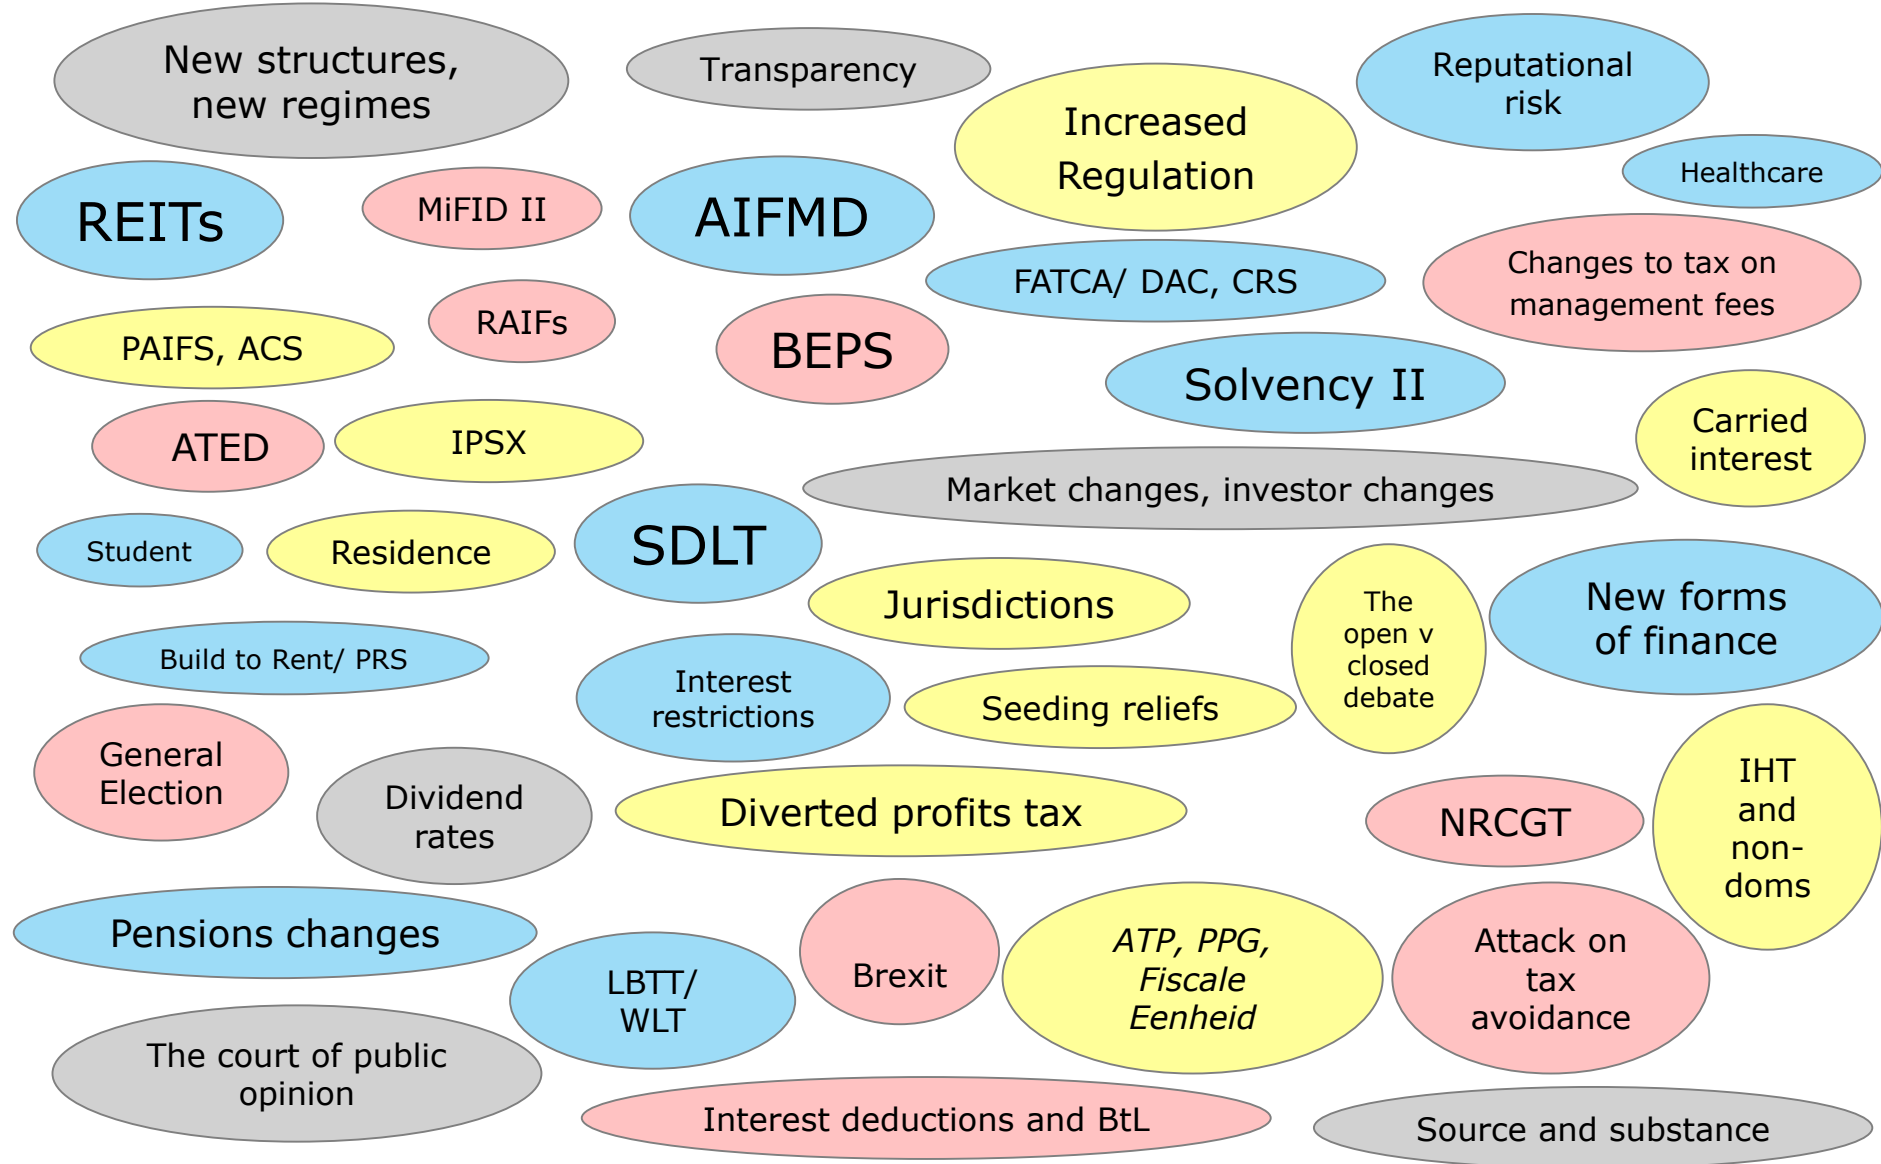 New structures,
new regimes
Transparency
Increased
Regulation
Reputational
risk
Healthcare
REITs
MiFID II
AIFMD
FATCA/ DAC, CRS
Changes to tax on
management fees
PAIFS, ACS
RAIFs
BEPS
Solvency II
Carried
interest
ATED
IPSX
Market changes, investor changes
Student
Residence
SDLT
Jurisdictions
The
open v
closed
debate
New forms
of finance
Build to Rent/ PRS
Interest
restrictions
Seeding reliefs
General
Election
Dividend
rates
Diverted profits tax
NRCGT
IHT
and
non-
doms
Pensions changes
LBTT/
WLT
Brexit
ATP, PPG,
Fiscale
Eenheid
Attack on
tax
avoidance
The court of public
opinion
Interest deductions and BtL
Source and substance